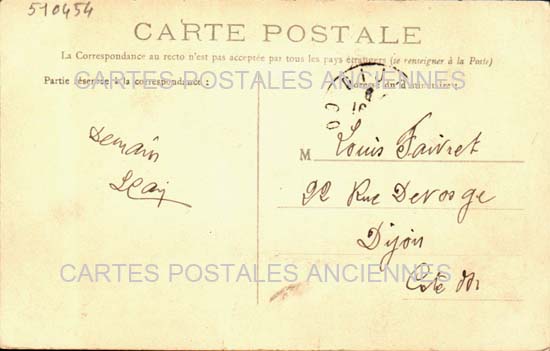 510454
CARTE POSTALE
La Correspondance au recto n'est pas acceptée par tous les pays étrangers (se renseigner à la Poste)
Partie réservée à la correspondance :
CARTES POSTALES ANCIENNES
Demain
M Louis Faivret
22 Rue Devosge
Dijon
Côte d'Or
CARTES POSTALES ANCIENNES